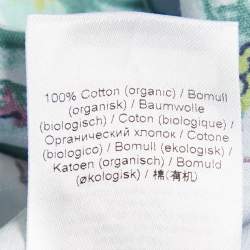 100% Cotton (organic) / Bomull
(organisk) / Baumwolle
(biologisch) / Coton (biologique) /
Органический хлопок / Cotone
(biologico) / Bomull (ekologisk) /
Katoen (organisch) / Bomuld
(økologisk) / 棉(有机)